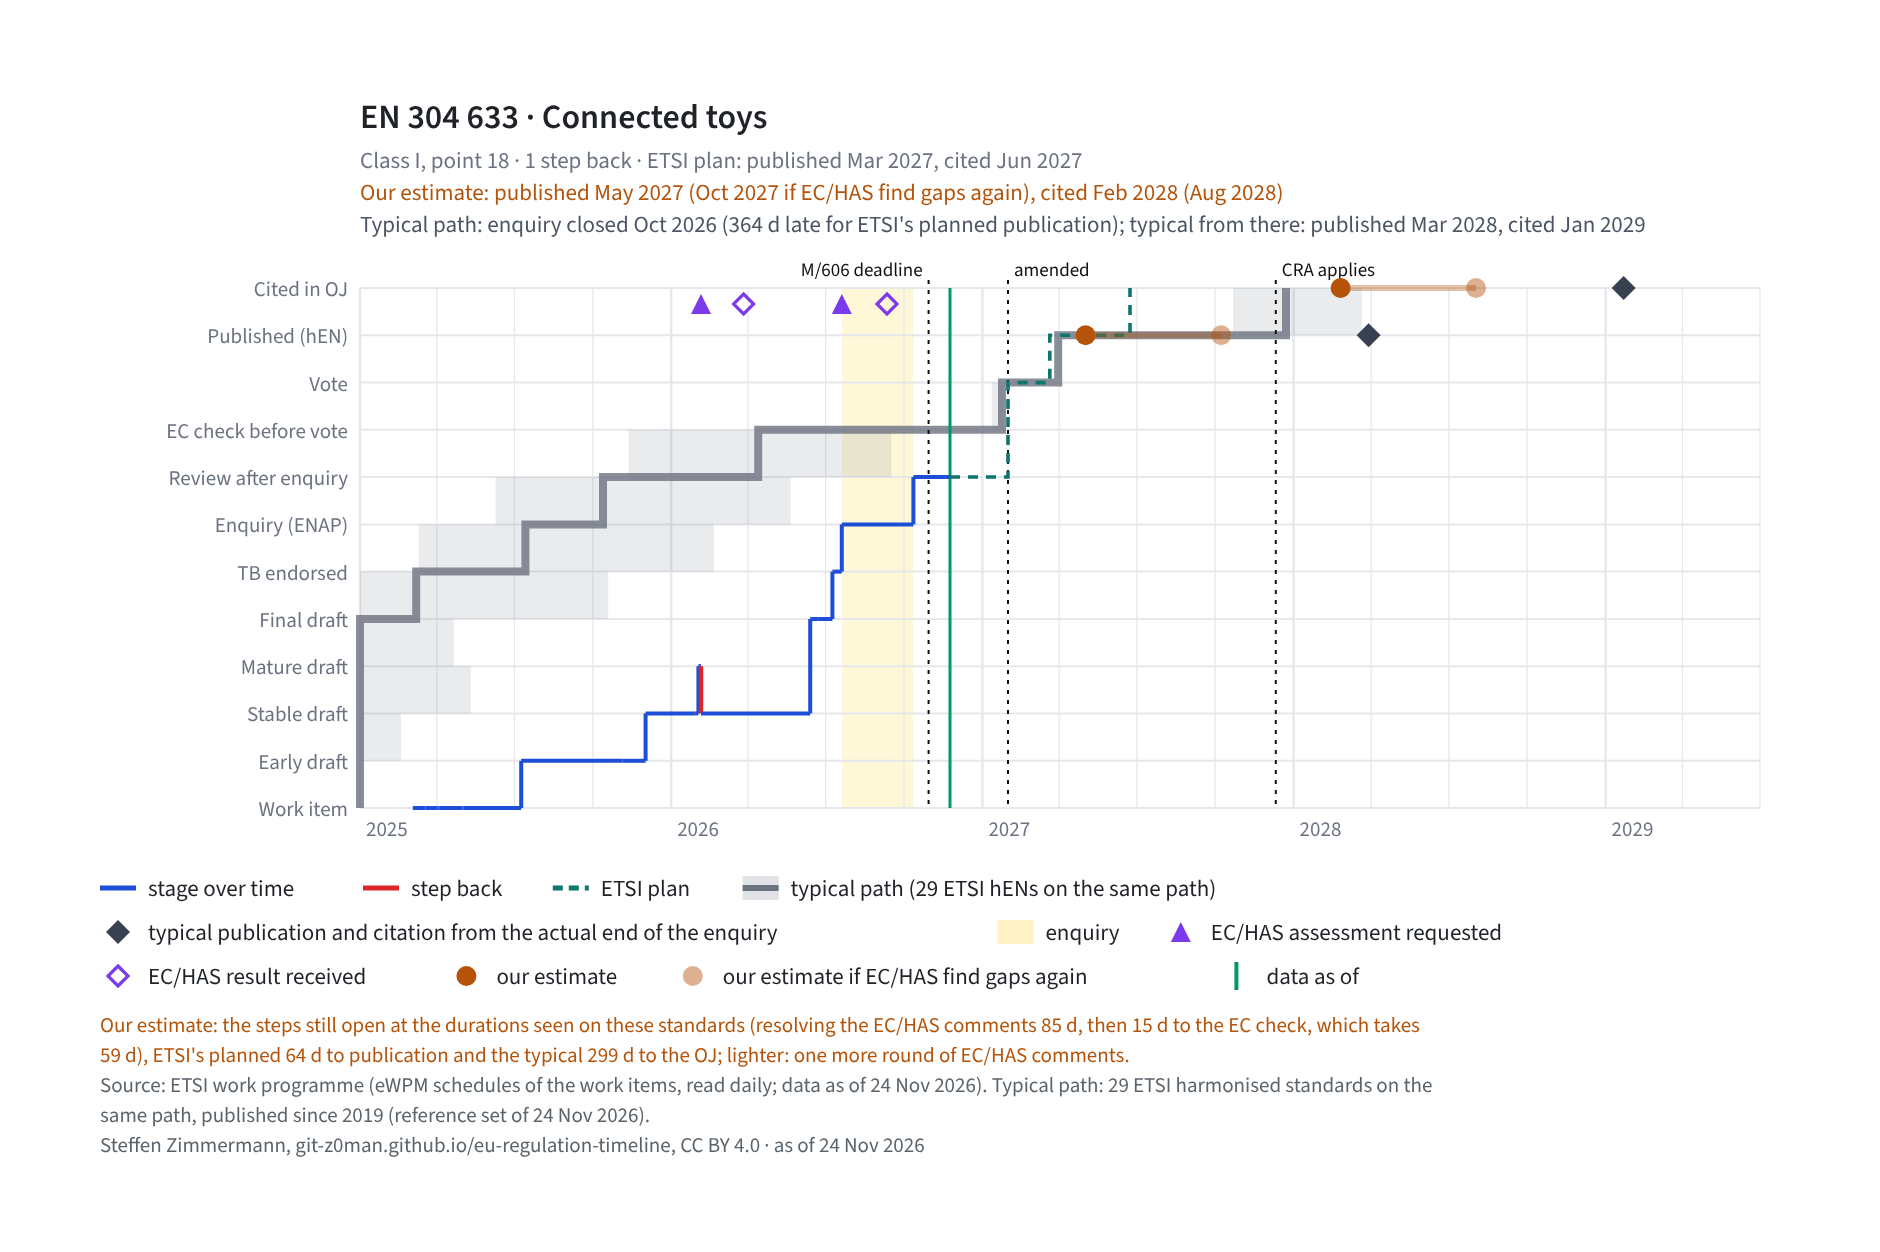 EN 304 633 · Connected toys
Class I, point 18 · 1 step back · ETSI plan: published Mar 2027, cited Jun 2027
Our estimate: published May 2027 (Oct 2027 if EC/HAS find gaps again), cited Feb 2028 (Aug 2028)
Typical path: enquiry closed Oct 2026 (364 d late for ETSI's planned publication); typical from there: published Mar 2028, cited Jan 2029
M/606 deadline
amended
CRA applies
Cited in OJ
Published (hEN)
Vote
EC check before vote
Review after enquiry
Enquiry (ENAP)
TB endorsed
Final draft
Mature draft
Stable draft
Early draft
Work item
2025
2026
2027
2028
2029
stage over time
step back
ETSI plan
typical path (29 ETSI hENs on the same path)
typical publication and citation from the actual end of the enquiry
enquiry
EC/HAS assessment requested
EC/HAS result received
our estimate
our estimate if EC/HAS find gaps again
data as of
Our estimate: the steps still open at the durations seen on these standards (resolving the EC/HAS comments 85 d, then 15 d to the EC check, which takes
59 d), ETSI's planned 64 d to publication and the typical 299 d to the OJ; lighter: one more round of EC/HAS comments.
Source: ETSI work programme (eWPM schedules of the work items, read daily; data as of 24 Nov 2026). Typical path: 29 ETSI harmonised standards on the
same path, published since 2019 (reference set of 24 Nov 2026).
Steffen Zimmermann, git-z0man.github.io/eu-regulation-timeline, CC BY 4.0 · as of 24 Nov 2026